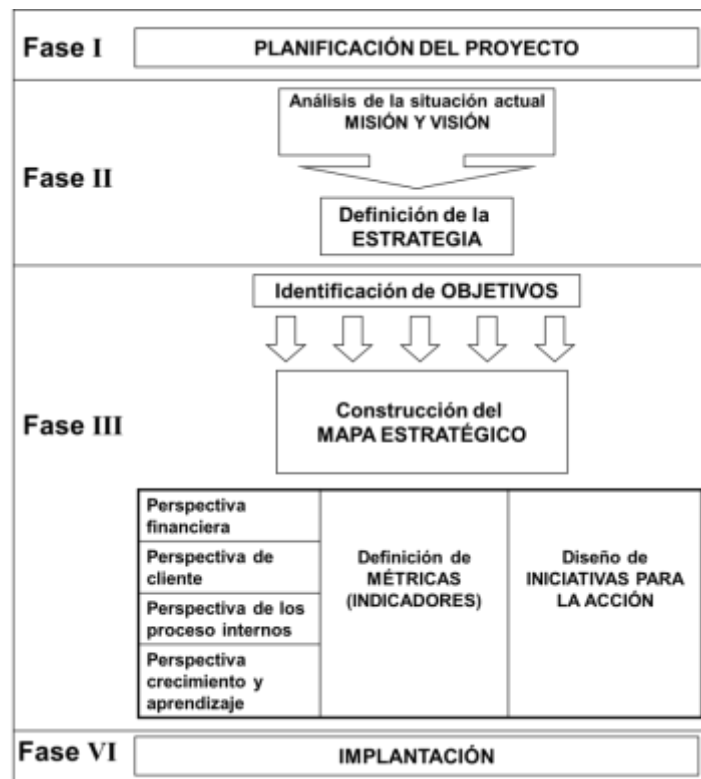 Fase I
PLANIFICACIÓN DEL PROYECTO
Fase II
Análisis de la situación actual
MISIÓN Y VISIÓN
Definición de la
ESTRATEGIA
Fase III
Identificación de OBJETIVOS
Construcción del
MAPA ESTRATÉGICO
Perspectiva
financiera
Perspectiva de
cliente
Perspectiva de los
proceso internos
Perspectiva
crecimiento y
aprendizaje
Definición de
MÉTRICAS
(INDICADORES)
Diseño de
INICIATIVAS PARA
LA ACCIÓN
Fase VI
IMPLANTACIÓN